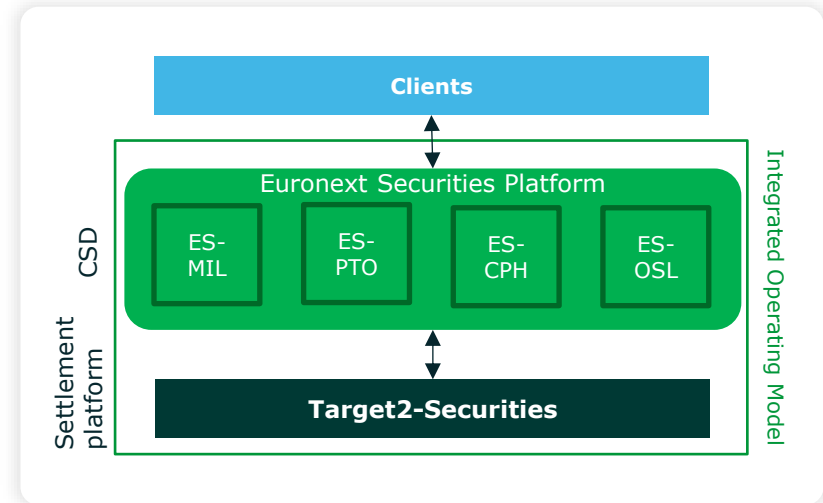 Clients
Euronext Securities Platform
ES-
MIL
ES-
PTO
ES-
CPH
ES-
OSL
CSD
Settlement
platform
Target2-Securities
Integrated Operating Model